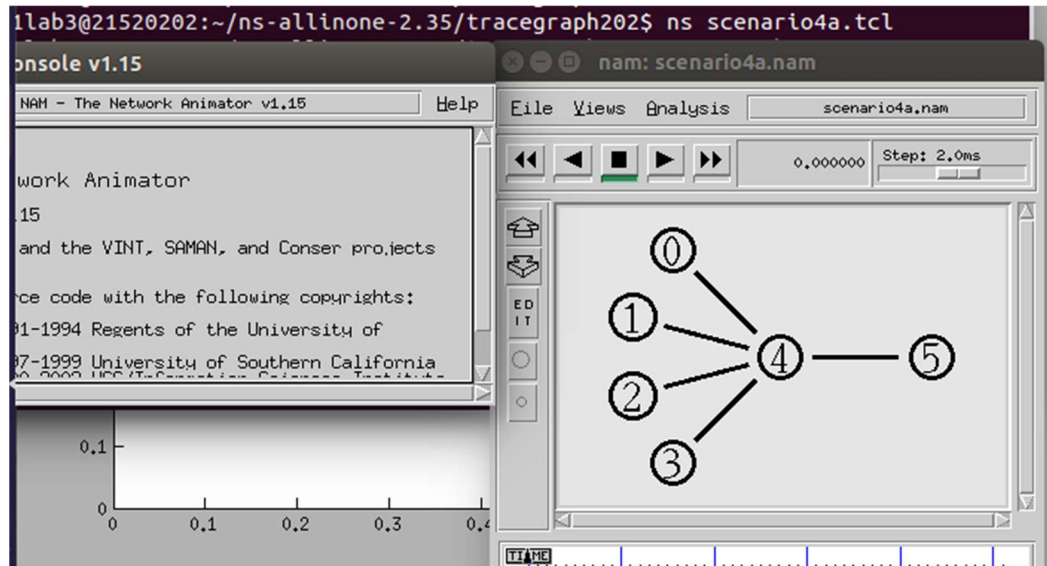 1lab3@21520202:~/ns-allinone-2.35/tracegraph202$ ns scenario4a.tcl
onsole v1.15
NAM - The Network Animator v1.15 Help
work Animator
.15
and the VINT, SAMAN, and Conser projects
rce code with the following copyrights:
91-1994 Regents of the University of
97-1999 University of Southern California
USC/Information Sciences Institute
0.1
0
0 0.1 0.2 0.3 0.4
nam: scenario4a.nam
File Views Analysis scenario4a.nam
0.000000 Step: 2.0ms
ED
IT
0
1
2
3
4
5
TIME